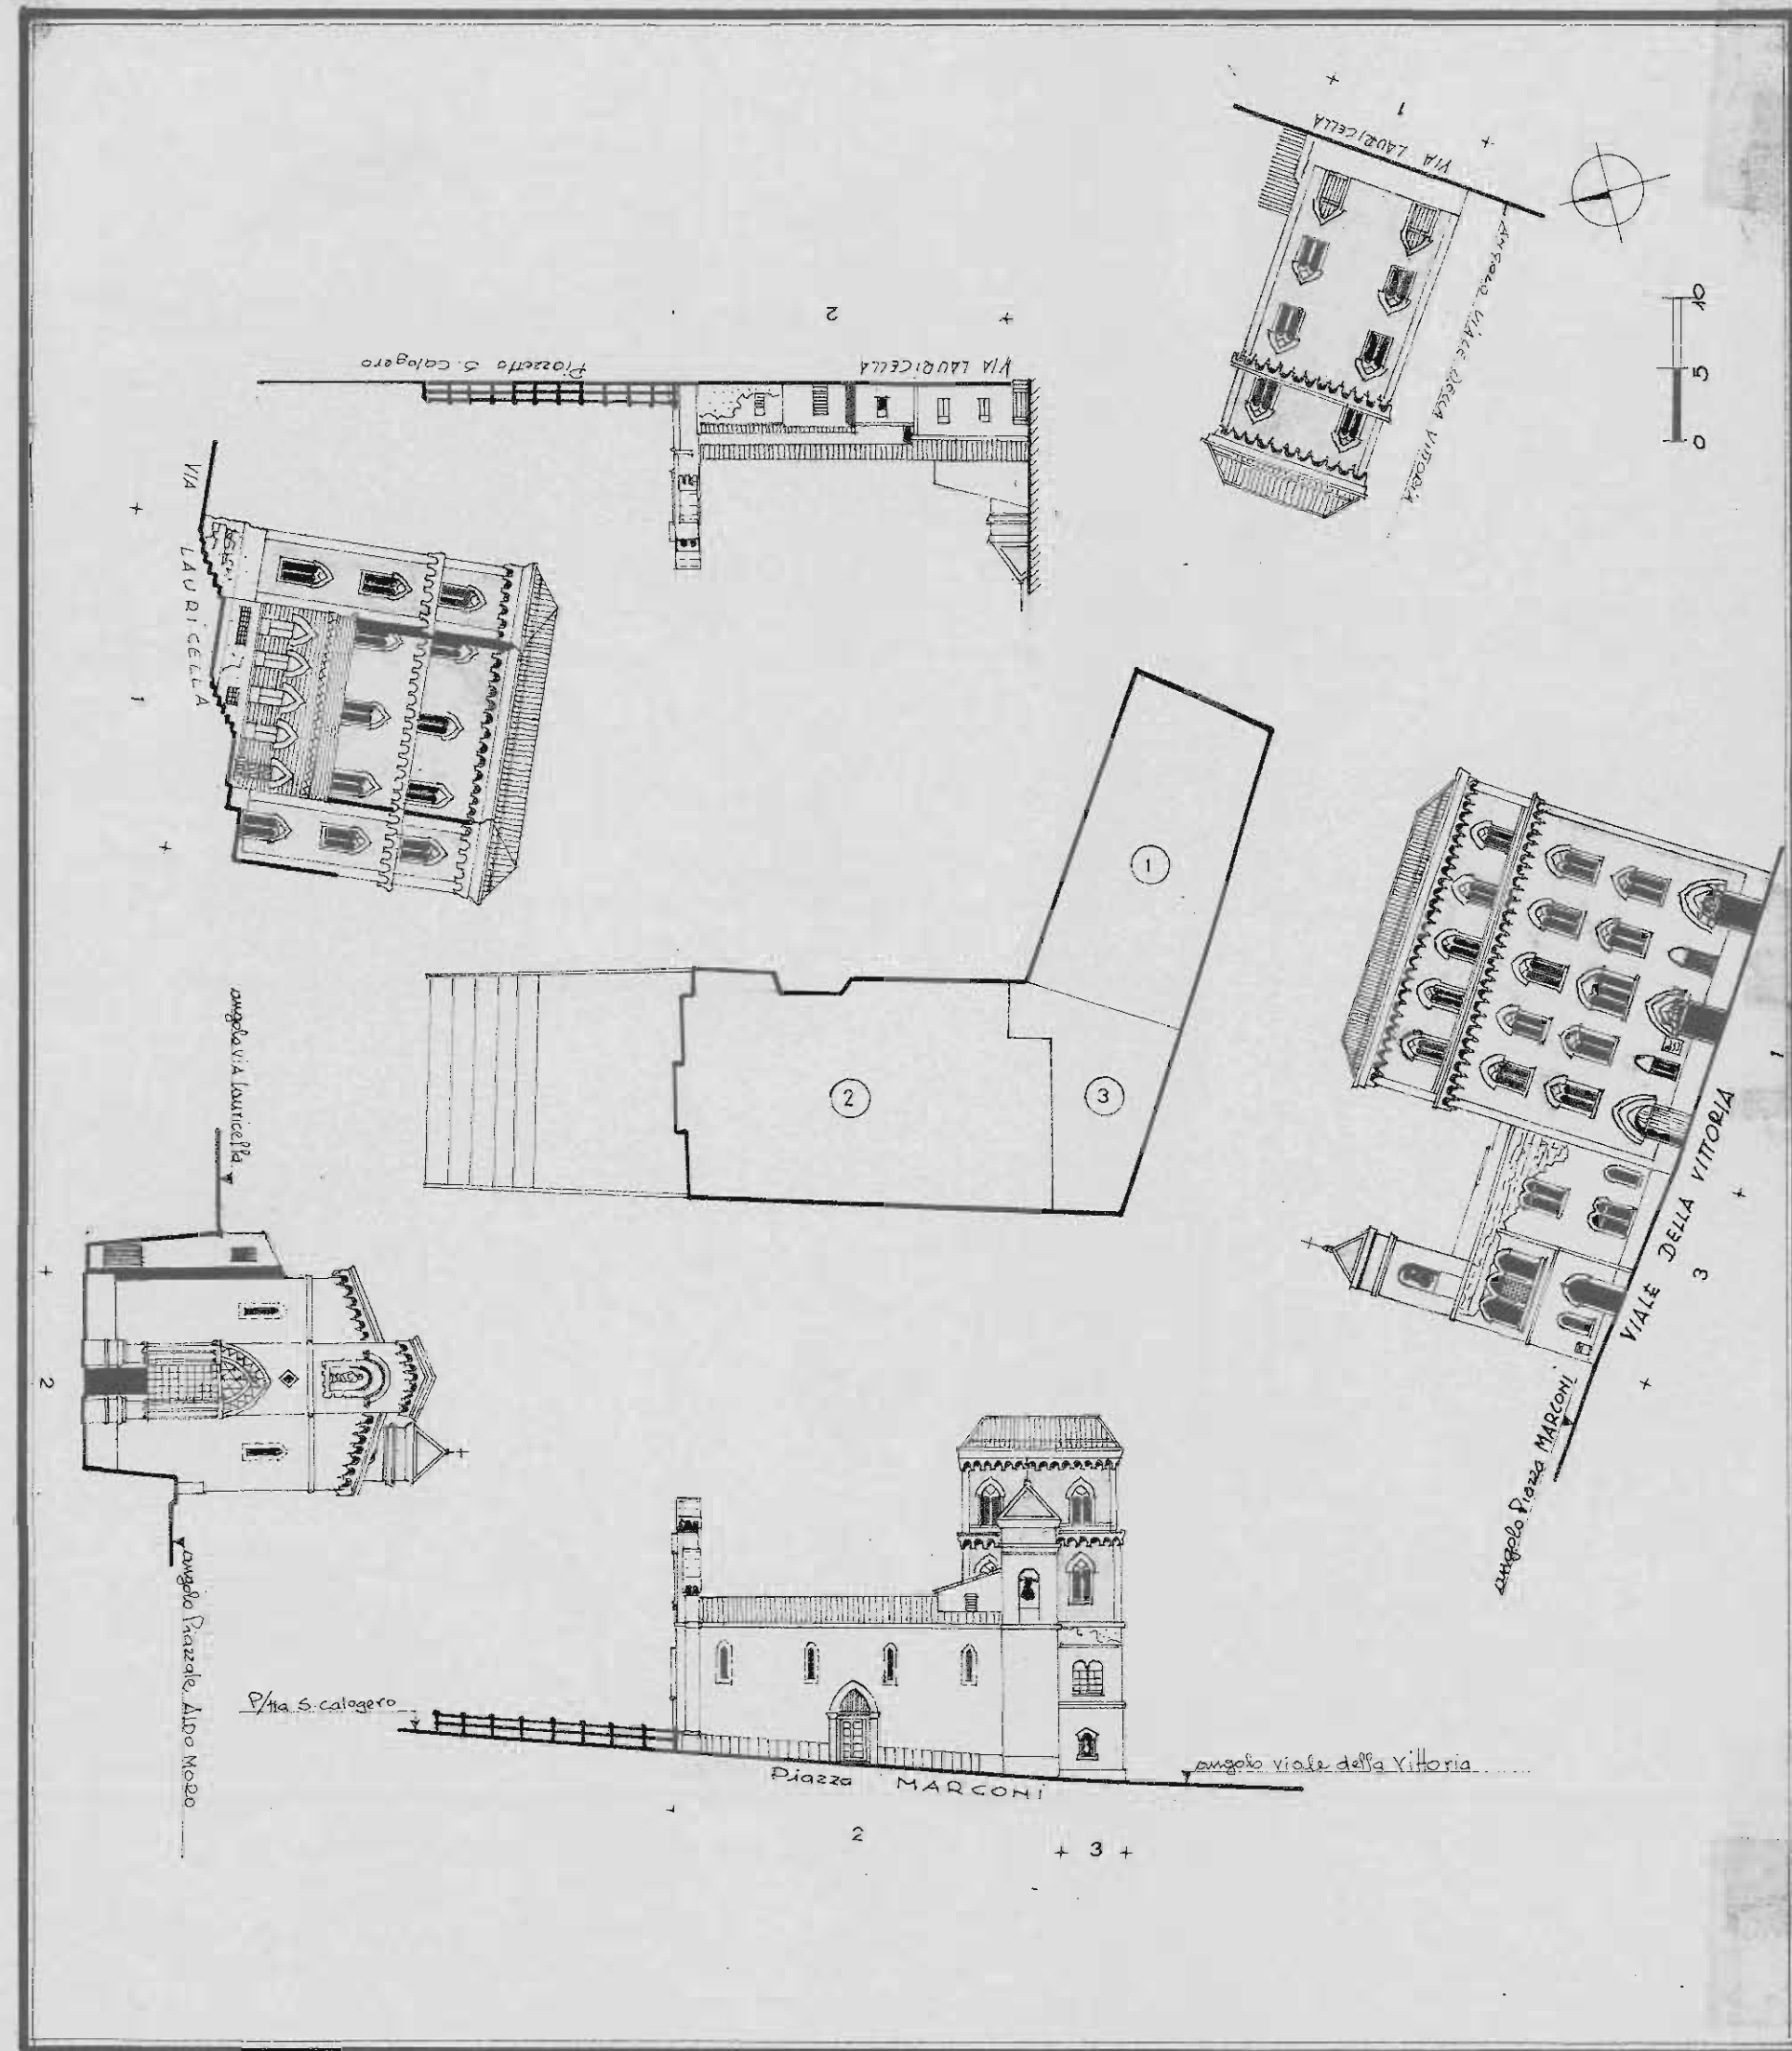 1
VIA LAURICELLA
ANGOLO VIALE DELLA VITTORIA
10
5
0
2
Piazzetta S. Calogero
VIA LAURICELLA
VIA LAURICELLA
1
1
2
3
angolo via lauricella
2
angolo Piazzale ALDO MORO
1
VIALE DELLA VITTORIA
3
angolo Piazza MARCONI
P/tta S. Calogero
Piazza MARCONI
angolo viale della Vittoria
2
3